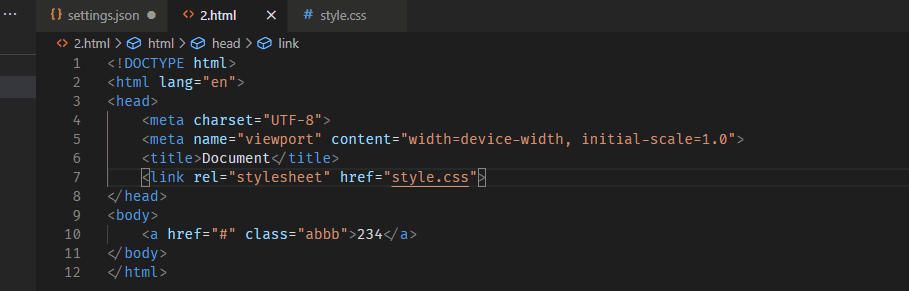 ··· {} settings.json ● <> 2.html × # style.css
<> 2.html > html > head > link
1 <!DOCTYPE html>
2 <html lang="en">
3 <head>
4 <meta charset="UTF-8">
5 <meta name="viewport" content="width=device-width, initial-scale=1.0">
6 <title>Document</title>
7 <link rel="stylesheet" href="style.css">
8 </head>
9 <body>
10 <a href="#" class="abbb">234</a>
11 </body>
12 </html>